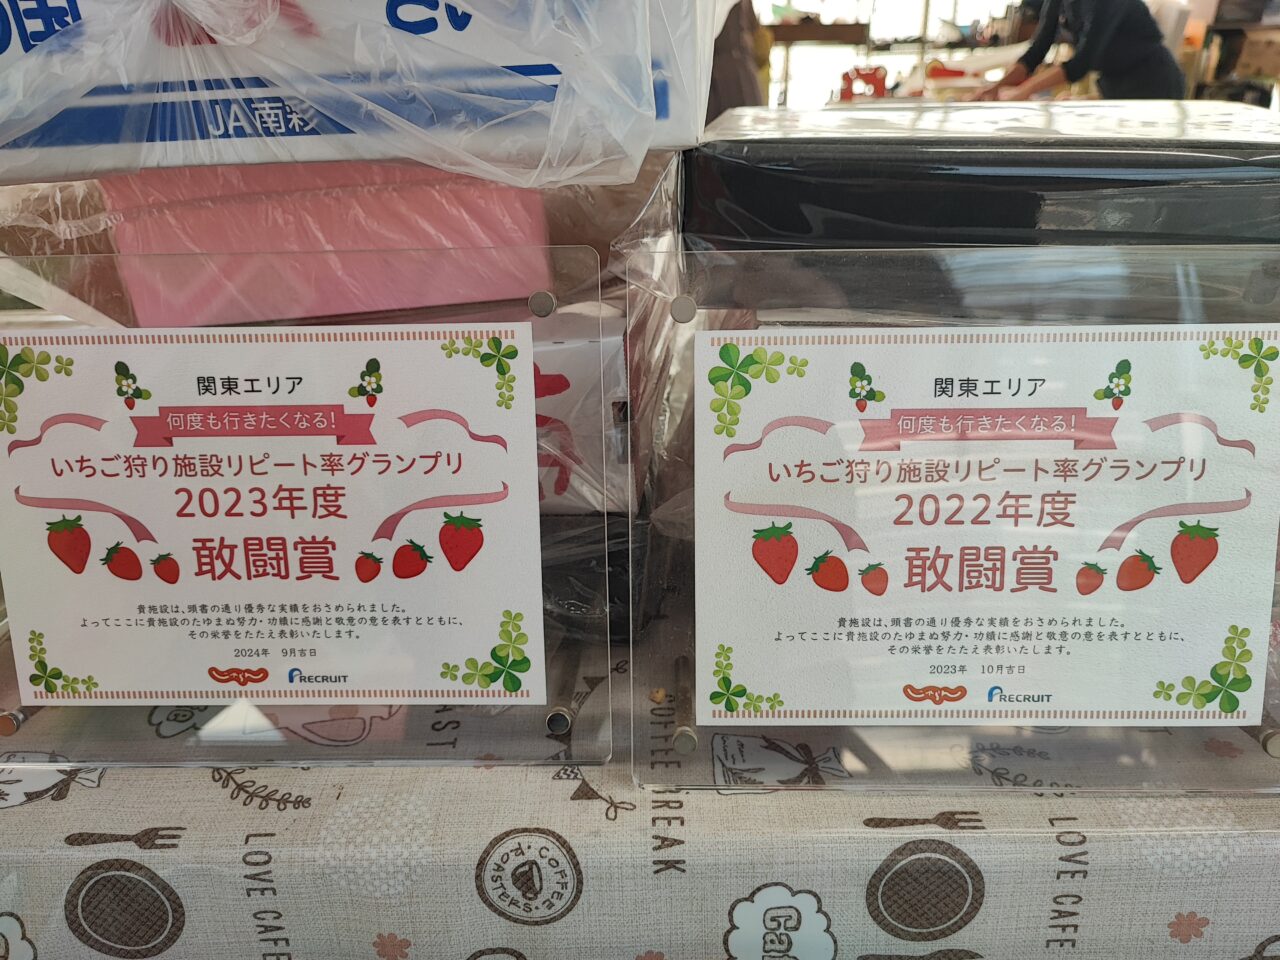 の国
JA南彩
関東エリア
何度も行きたくなる!
いちご狩り施設リピート率グランプリ
2023年度
敢闘賞
貴施設は、頭書の通り優秀な実績をおさめられました。
よってここに貴施設のたゆまぬ努力・功績に感謝と敬意の意を表すとともに、
その栄誉をたたえ表彰いたします。
2024年 9月吉日
じゃらん RECRUIT
関東エリア
何度も行きたくなる!
いちご狩り施設リピート率グランプリ
2022年度
敢闘賞
貴施設は、頭書の通り優秀な実績をおさめられました。
よってここに貴施設のたゆまぬ努力・功績に感謝と敬意の意を表すとともに、
その栄誉をたたえ表彰いたします。
2023年 10月吉日
じゃらん RECRUIT
COFFEE BREAK
LOVE CAFE
COFFEE ROASTERS
LOVE CAFE